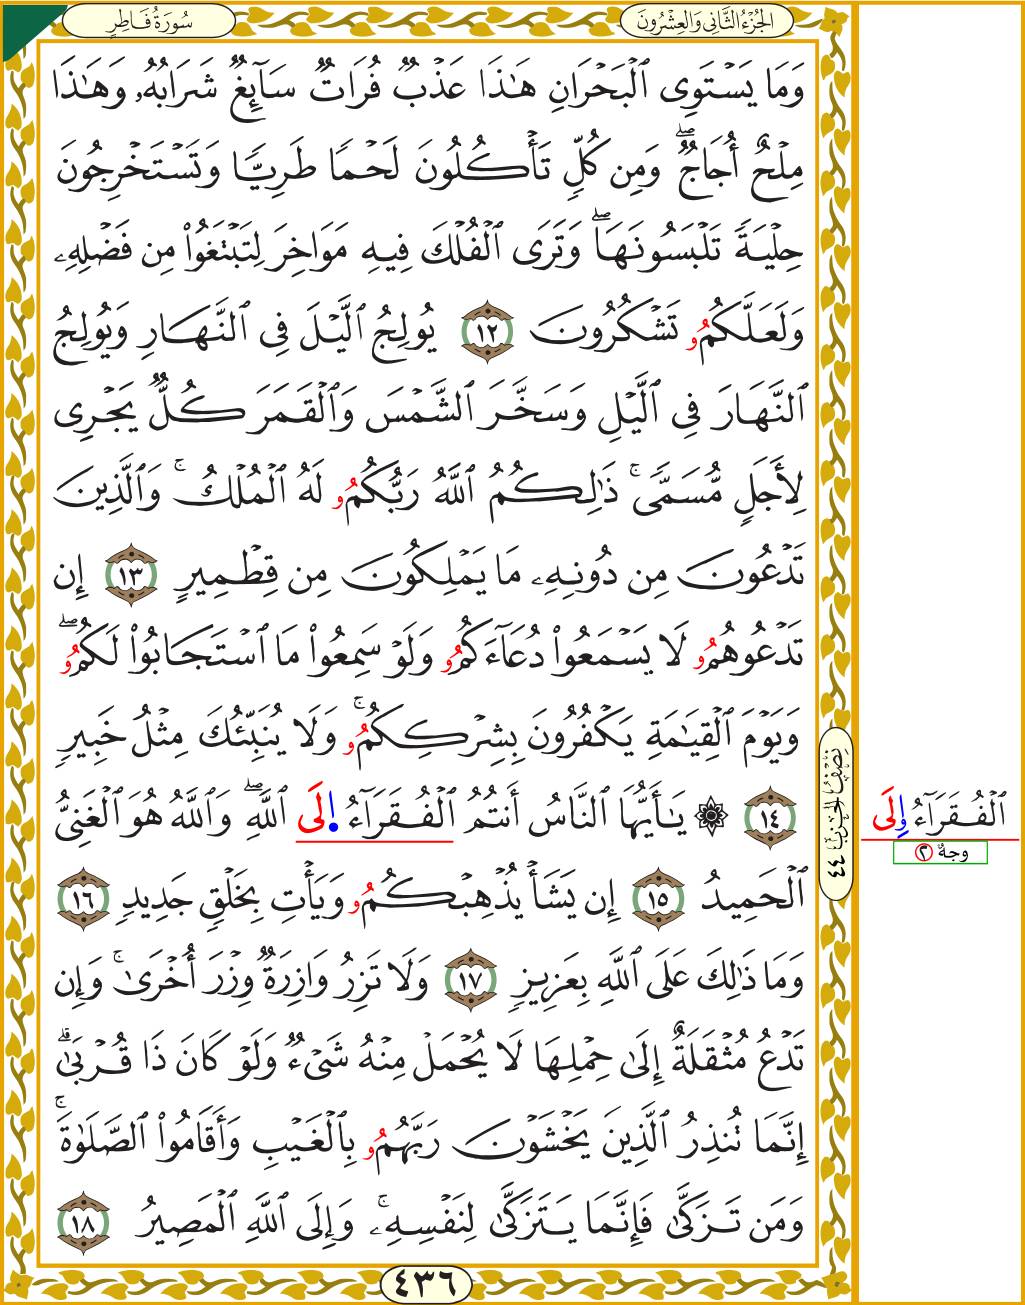 سُورَةُ فَاطِرٍ
الجُزْءُ الثَّانِي وَالعِشْرُونَ
وَمَا يَسْتَوِى ٱلْبَحْرَانِ هَٰذَا عَذْبٌ فُرَاتٌ سَآئِغٌ شَرَابُهُۥ وَهَٰذَا
مِلْحٌ أُجَاجٌ ۖ وَمِن كُلٍّ تَأْكُلُونَ لَحْمًا طَرِيًّا وَتَسْتَخْرِجُونَ
حِلْيَةً تَلْبَسُونَهَا ۖ وَتَرَى ٱلْفُلْكَ فِيهِ مَوَاخِرَ لِتَبْتَغُوا۟ مِن فَضْلِهِۦ
وَلَعَلَّكُمُۥ تَشْكُرُونَ ١٢ يُولِجُ ٱلَّيْلَ فِى ٱلنَّهَارِ وَيُولِجُ
ٱلنَّهَارَ فِى ٱلَّيْلِ وَسَخَّرَ ٱلشَّمْسَ وَٱلْقَمَرَ كُلٌّ يَجْرِى
لِأَجَلٍ مُّسَمًّى ۚ ذَٰلِكُمُ ٱللَّهُ رَبُّكُمُۥ لَهُ ٱلْمُلْكُ ۚ وَٱلَّذِينَ
تَدْعُونَ مِن دُونِهِۦ مَا يَمْلِكُونَ مِن قِطْمِيرٍ ١٣ إِن
تَدْعُوهُمُۥ لَا يَسْمَعُوا۟ دُعَآءَكُمُۥ وَلَوْ سَمِعُوا۟ مَا ٱسْتَجَابُوا۟ لَكُمُۥ ۖ
وَيَوْمَ ٱلْقِيَٰمَةِ يَكْفُرُونَ بِشِرْكِكُمُۥ ۚ وَلَا يُنَبِّئُكَ مِثْلُ خَبِيرٍ
١٤ ۞ يَٰٓأَيُّهَا ٱلنَّاسُ أَنتُمُ ٱلْفُقَرَآءُ اِلَى ٱللَّهِ ۖ وَٱللَّهُ هُوَ ٱلْغَنِىُّ
ٱلْحَمِيدُ ١٥ إِن يَشَأْ يُذْهِبْكُمُۥ وَيَأْتِ بِخَلْقٍ جَدِيدٍ ١٦
وَمَا ذَٰلِكَ عَلَى ٱللَّهِ بِعَزِيزٍ ١٧ وَلَا تَزِرُ وَازِرَةٌ وِزْرَ أُخْرَىٰ ۚ وَإِن
تَدْعُ مُثْقَلَةٌ إِلَىٰ حِمْلِهَا لَا يُحْمَلْ مِنْهُ شَىْءٌ وَلَوْ كَانَ ذَا قُرْبَىٰٓ ۗ
إِنَّمَا تُنذِرُ ٱلَّذِينَ يَخْشَوْنَ رَبَّهُمُۥ بِٱلْغَيْبِ وَأَقَامُوا۟ ٱلصَّلَوٰةَ ۚ
وَمَن تَزَكَّىٰ فَإِنَّمَا يَتَزَكَّىٰ لِنَفْسِهِۦ ۚ وَإِلَى ٱللَّهِ ٱلْمَصِيرُ ١٨
٤٣٦
نِصْفُ الحِزْبِ ٤٤
ٱلْفُقَرَآءُ وِلَى
وجهٌ ٢